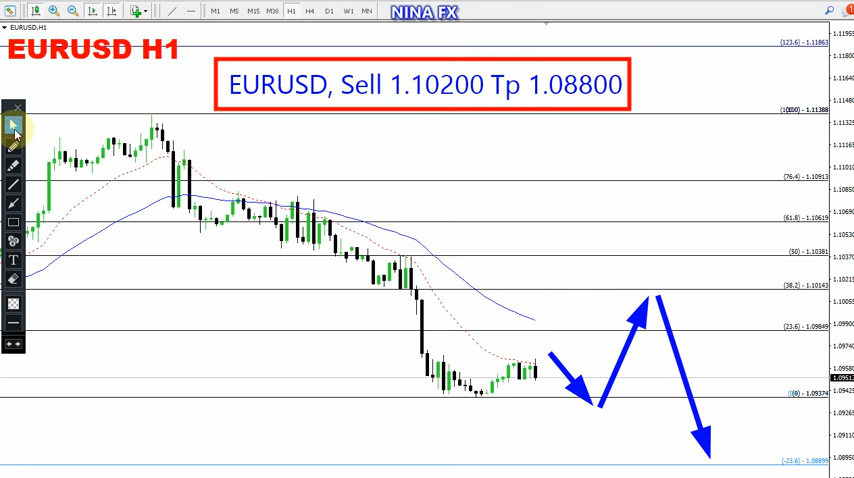 M1 M5 M15 M30 H1 H4 D1 W1 MN
NINA FX
EURUSD,H1
EURUSD H1
EURUSD, Sell 1.10200 Tp 1.08800
(123.6) - 1.11863
1.11388
(76.4) - 1.10913
(61.8) - 1.10619
(50) - 1.10381
(38.2) - 1.10143
(23.6) - 1.09849
(0) - 1.09374
(-23.6) - 1.08899
1.11955
1.11800
1.11640
1.11480
1.11325
1.11165
1.11010
1.10850
1.10690
1.10530
1.10370
1.10215
1.10055
1.09900
1.09740
1.09580
1.09513
1.09425
1.09265
1.09110
1.08950
T